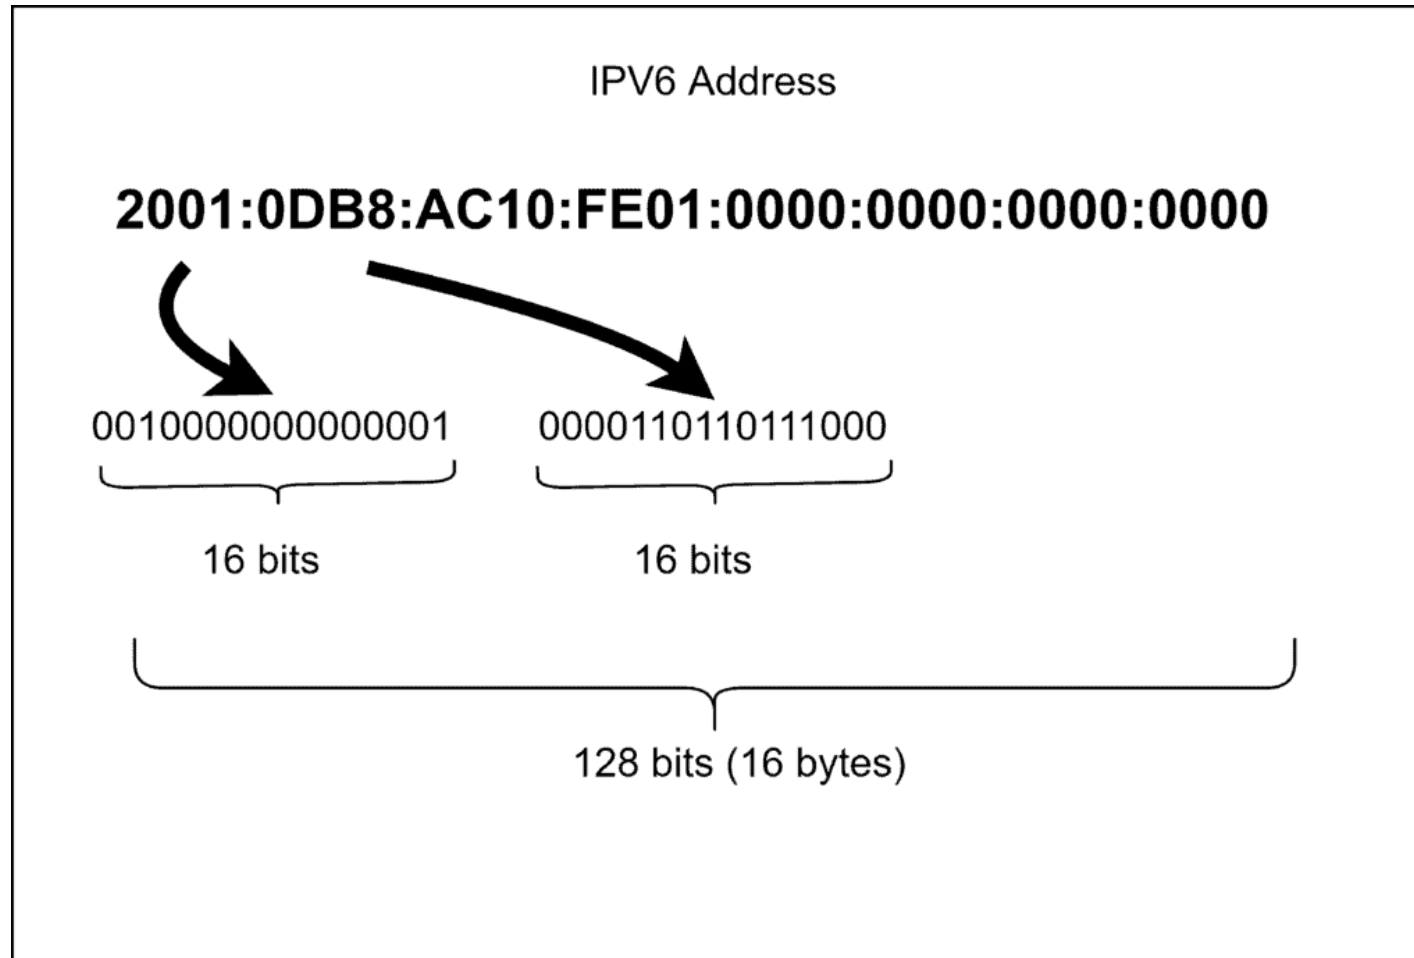 IPV6 Address
2001:0DB8:AC10:FE01:0000:0000:0000:0000
0010000000000001 0000110110111000
16 bits 16 bits
128 bits (16 bytes)